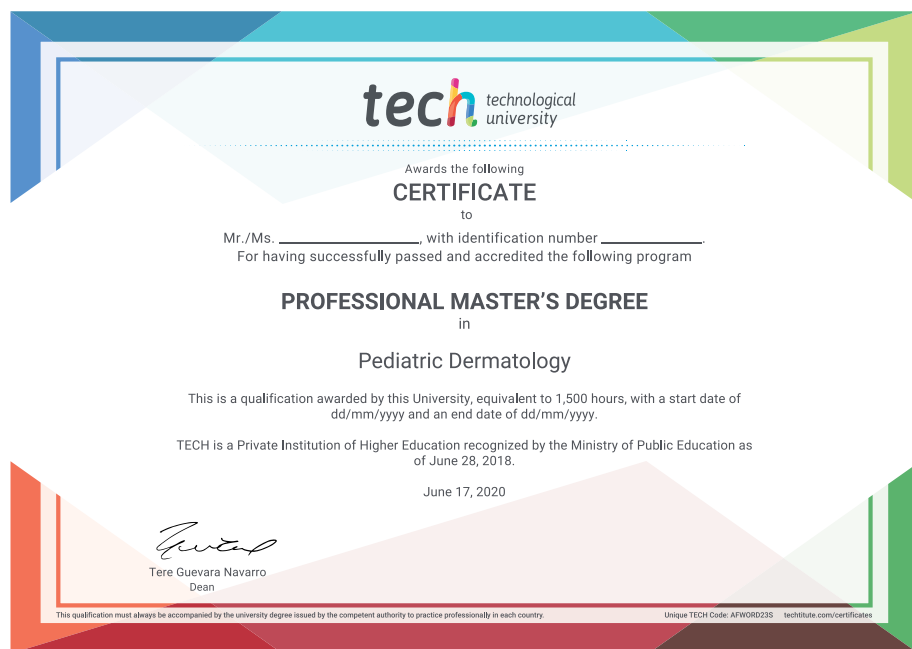 tech technological
university
Awards the following
CERTIFICATE
to
Mr./Ms. ____________, with identification number ____________.
For having successfully passed and accredited the following program
PROFESSIONAL MASTER'S DEGREE
in
Pediatric Dermatology
This is a qualification awarded by this University, equivalent to 1,500 hours, with a start date of
dd/mm/yyyy and an end date of dd/mm/yyyy.
TECH is a Private Institution of Higher Education recognized by the Ministry of Public Education as
of June 28, 2018.
June 17, 2020
Tere Guevara Navarro
Dean
This qualification must always be accompanied by the university degree issued by the competent authority to practice professionally in each country.
Unique TECH Code: AFWORD23S techtitute.com/certificates